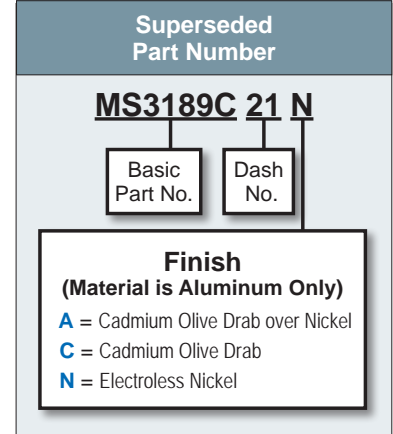 Superseded
Part Number
MS3189C 21 N
Basic
Part No.
Dash
No.
Finish
(Material is Aluminum Only)
A = Cadmium Olive Drab over Nickel
C = Cadmium Olive Drab
N = Electroless Nickel